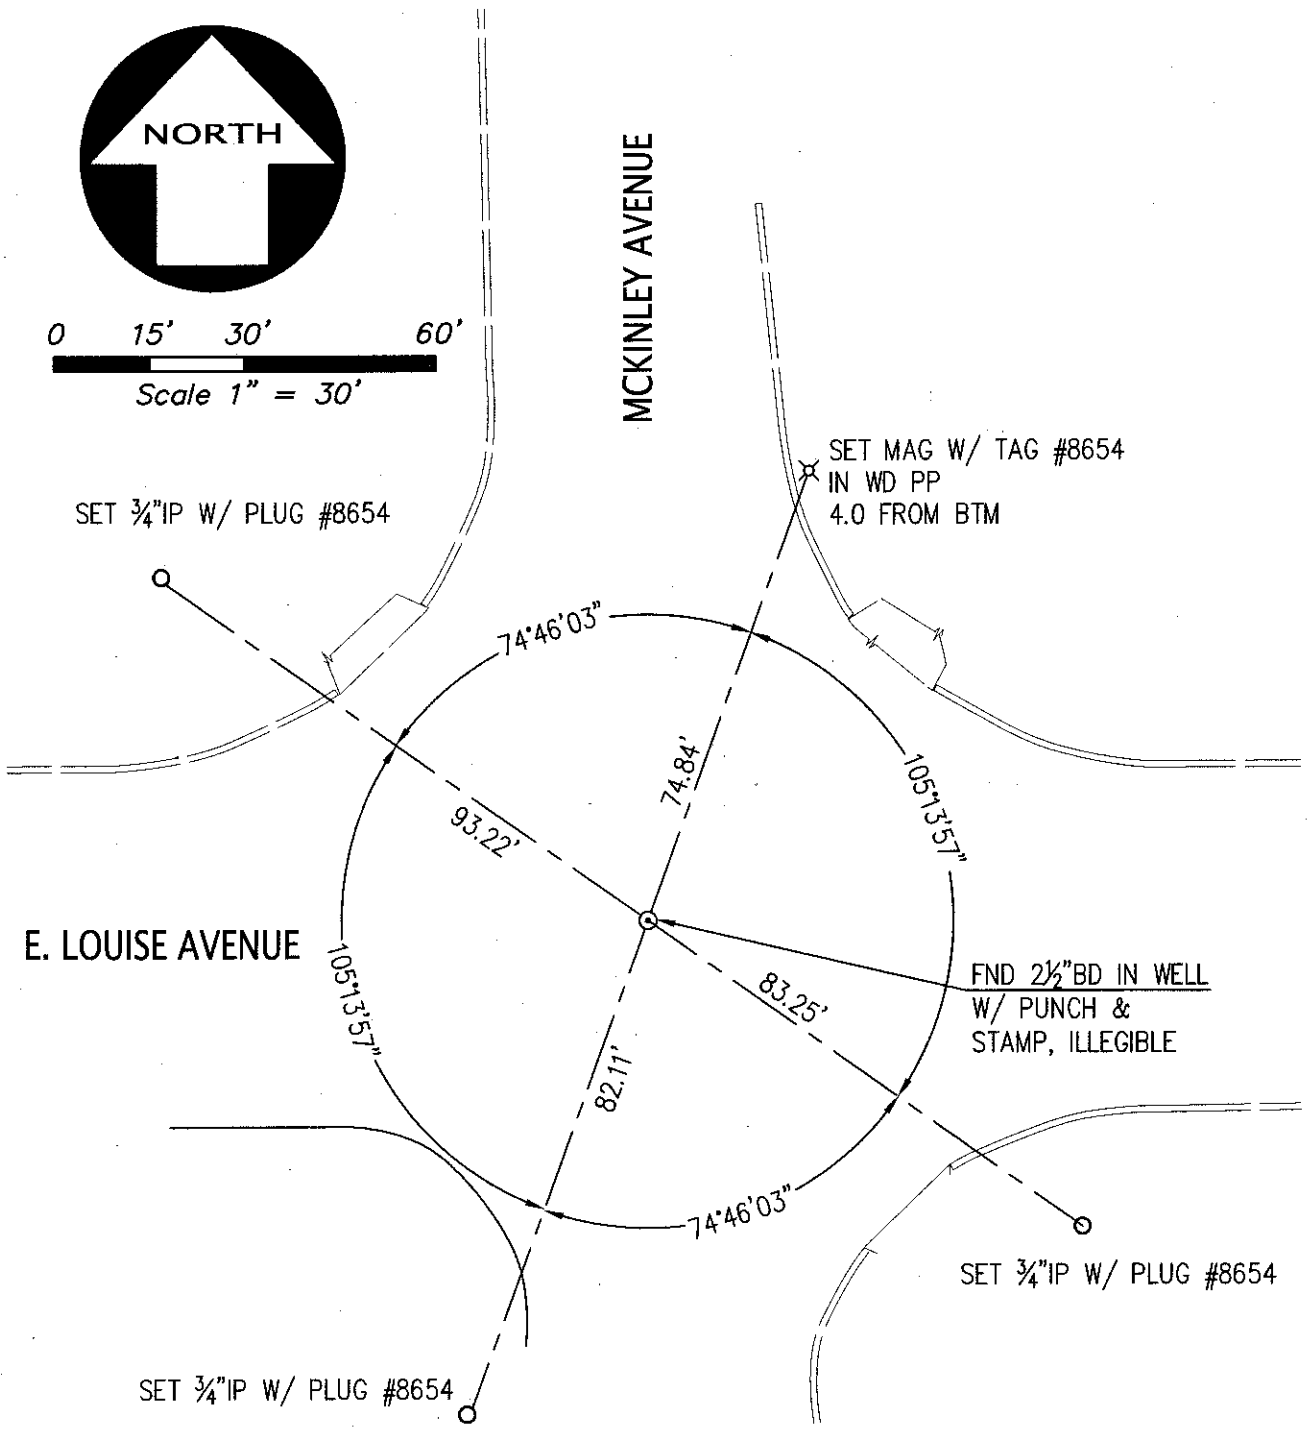 NORTH
0 15' 30' 60'
Scale 1" = 30'
MCKINLEY AVENUE
SET MAG W/ TAG #8654
IN WD PP
4.0 FROM BTM
SET ¾"IP W/ PLUG #8654
74°46'03"
105°13'57"
74.84'
93.22'
E. LOUISE AVENUE
105°13'57"
83.25'
82.11'
FND 2½"BD IN WELL
W/ PUNCH &
STAMP, ILLEGIBLE
74°46'03"
SET ¾"IP W/ PLUG #8654
SET ¾"IP W/ PLUG #8654